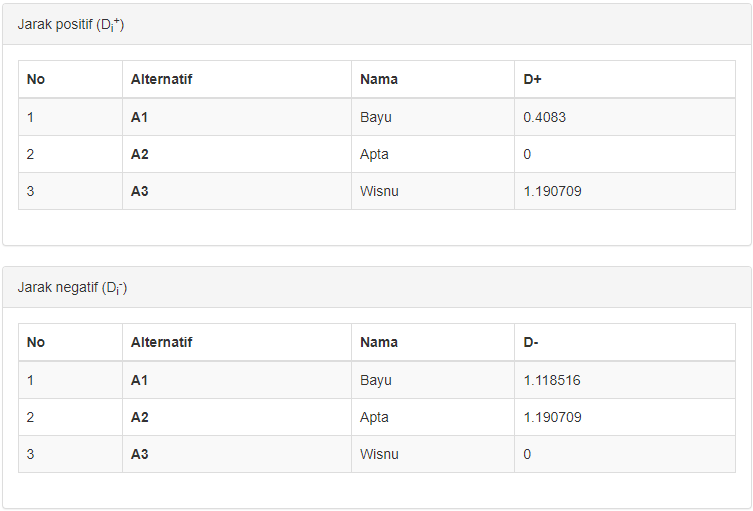 Jarak positif (Di+)
No Alternatif Nama D+
1 A1 Bayu 0.4083
2 A2 Apta 0
3 A3 Wisnu 1.190709
Jarak negatif (Di-)
No Alternatif Nama D-
1 A1 Bayu 1.118516
2 A2 Apta 1.190709
3 A3 Wisnu 0